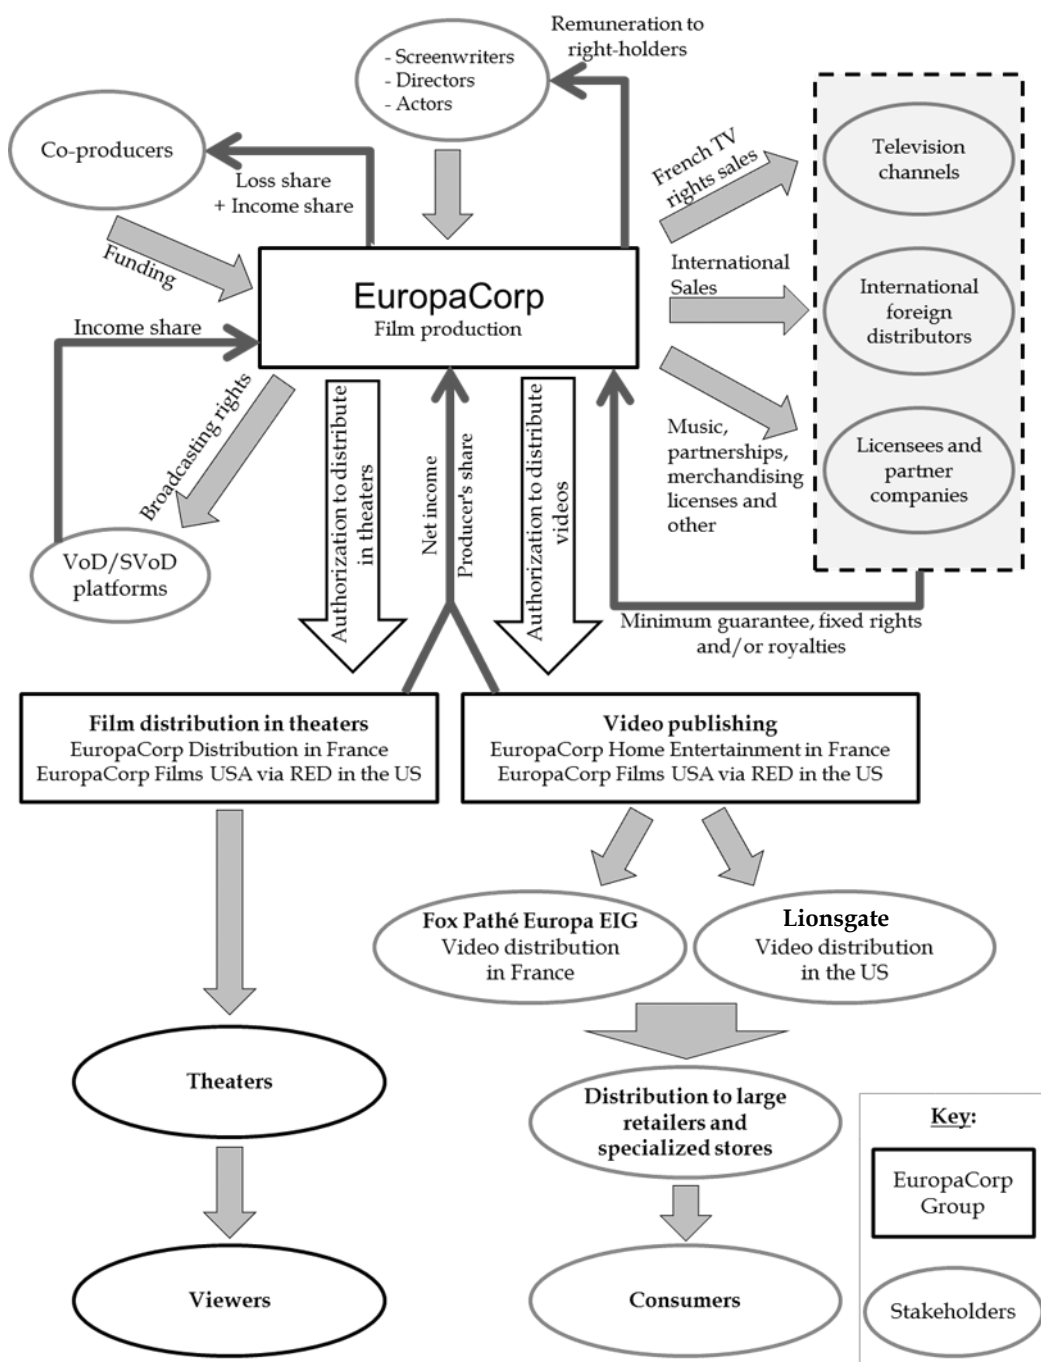 Remuneration to
right-holders
- Screenwriters
- Directors
- Actors
Co-producers
Loss share
+ Income share
Funding
French TV
rights sales
Television
channels
EuropaCorp
Film production
International
Sales
International
foreign
distributors
Income share
Broadcasting rights
VoD/SVoD
platforms
Authorization to distribute
in theaters
Net income
Producer's share
Authorization to distribute
videos
Music,
partnerships,
merchandising
licenses and
other
Licensees and
partner
companies
Minimum guarantee, fixed rights
and/or royalties
Film distribution in theaters
EuropaCorp Distribution in France
EuropaCorp Films USA via RED in the US
Video publishing
EuropaCorp Home Entertainment in France
EuropaCorp Films USA via RED in the US
Fox Pathé Europa EIG
Video distribution
in France
Lionsgate
Video distribution
in the US
Theaters
Distribution to large
retailers and
specialized stores
Viewers
Consumers
Key:
EuropaCorp
Group
Stakeholders